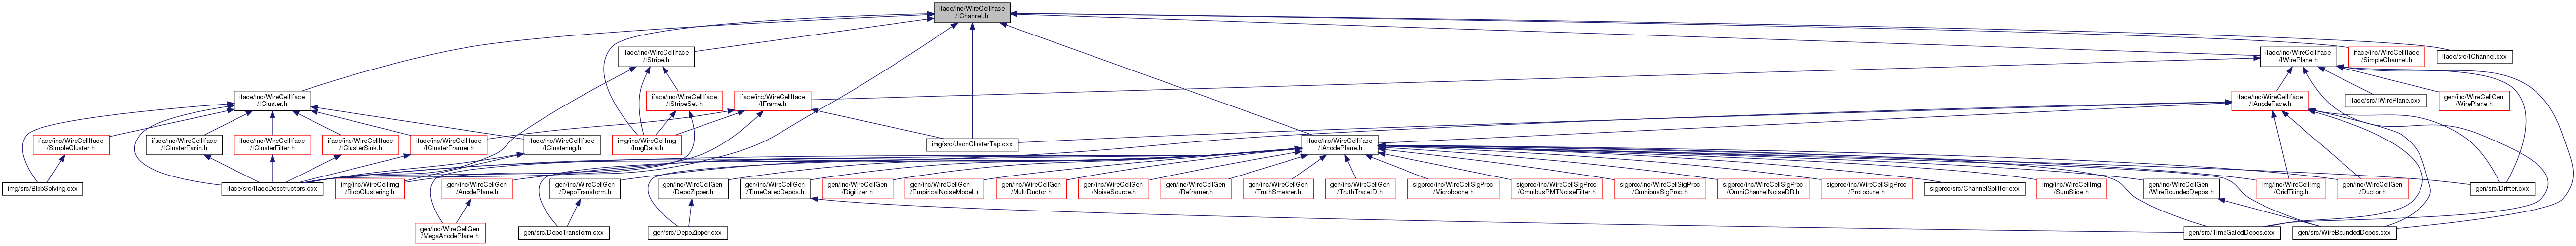 iface/inc/WireCellIface
/IChannel.h
iface/inc/WireCellIface
/IStripe.h
iface/inc/WireCellIface
/IWirePlane.h
iface/inc/WireCellIface
/SimpleChannel.h
iface/src/IChannel.cxx
iface/inc/WireCellIface
/ICluster.h
iface/inc/WireCellIface
/IStripeSet.h
iface/inc/WireCellIface
/IFrame.h
iface/inc/WireCellIface
/IAnodeFace.h
iface/src/IWirePlane.cxx
gen/inc/WireCellGen
/WirePlane.h
iface/inc/WireCellIface
/SimpleCluster.h
iface/inc/WireCellIface
/IClusterFanin.h
iface/inc/WireCellIface
/IClusterFilter.h
iface/inc/WireCellIface
/IClusterSink.h
iface/inc/WireCellIface
/IClusterFramer.h
iface/inc/WireCellIface
/IClustering.h
img/inc/WireCellImg
/ImgData.h
img/src/JsonClusterTap.cxx
iface/inc/WireCellIface
/IAnodePlane.h
img/src/BlobSolving.cxx
iface/src/IfaceDesctructors.cxx
img/inc/WireCellImg
/BlobClustering.h
gen/inc/WireCellGen
/AnodePlane.h
gen/inc/WireCellGen
/DepoTransform.h
gen/inc/WireCellGen
/DepoZipper.h
gen/inc/WireCellGen
/TimeGatedDepos.h
gen/inc/WireCellGen
/Digitizer.h
gen/inc/WireCellGen
/EmpiricalNoiseModel.h
gen/inc/WireCellGen
/MultiDuctor.h
gen/inc/WireCellGen
/NoiseSource.h
gen/inc/WireCellGen
/Reframer.h
gen/inc/WireCellGen
/TruthSmearer.h
gen/inc/WireCellGen
/TruthTraceID.h
sigproc/inc/WireCellSigProc
/Microboone.h
sigproc/inc/WireCellSigProc
/OmnibusPMTNoiseFilter.h
sigproc/inc/WireCellSigProc
/OmnibusSigProc.h
sigproc/inc/WireCellSigProc
/OmniChannelNoiseDB.h
sigproc/inc/WireCellSigProc
/Protodune.h
sigproc/src/ChannelSplitter.cxx
img/inc/WireCellImg
/SumSlice.h
gen/inc/WireCellGen
/WireBoundedDepos.h
img/inc/WireCellImg
/GridTiling.h
gen/inc/WireCellGen
/Ductor.h
gen/src/Drifter.cxx
gen/inc/WireCellGen
/MegaAnodePlane.h
gen/src/DepoTransform.cxx
gen/src/DepoZipper.cxx
gen/src/TimeGatedDepos.cxx
gen/src/WireBoundedDepos.cxx